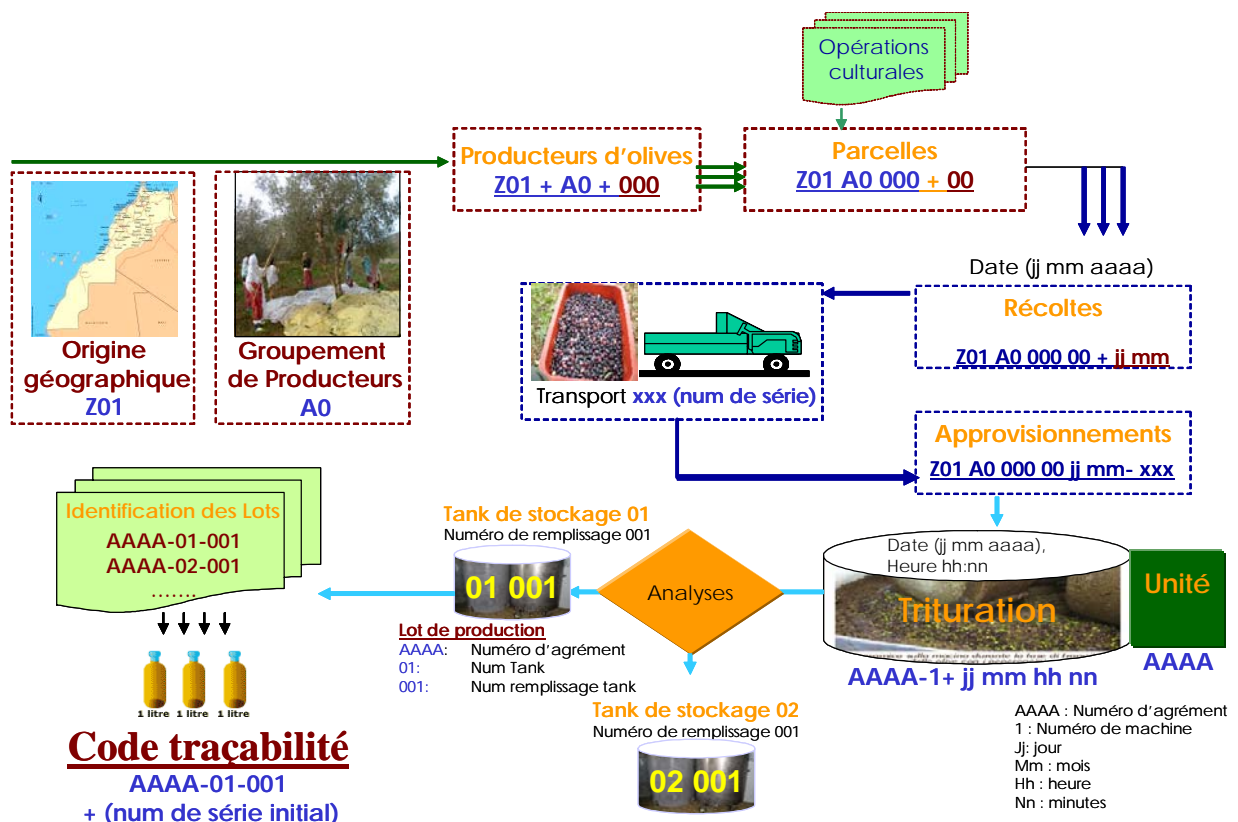 Opérations
culturales
Producteurs d'olives
Z01 + A0 + 000
Parcelles
Z01 A0 000 + 00
Origine
géographique
Z01
Groupement
de Producteurs
A0
Date (jj mm aaaa)
Récoltes
Z01 A0 000 00 + jj mm
Transport xxx (num de série)
Approvisionnements
Z01 A0 000 00 jj mm- xxx
Date (jj mm aaaa),
Heure hh:nn
Trituration
Unité
AAAA
AAAA-1+ jj mm hh nn
AAAA : Numéro d'agrément
1 : Numéro de machine
Jj: jour
Mm : mois
Hh : heure
Nn : minutes
Analyses
Tank de stockage 01
Numéro de remplissage 001
01 001
Lot de production
AAAA: Numéro d'agrément
01: Num Tank
001: Num remplissage tank
Tank de stockage 02
Numéro de remplissage 001
02 001
Identification des Lots
AAAA-01-001
AAAA-02-001
.......
1 litre 1 litre 1 litre
Code traçabilité
AAAA-01-001
+ (num de série initial)